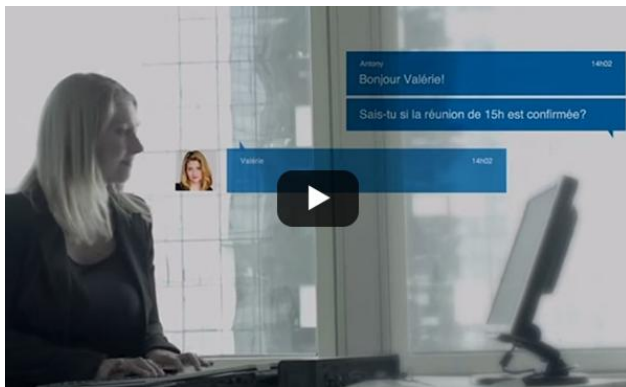 Antony 14h02
Bonjour Valérie!
Sais-tu si la réunion de 15h est confirmée?
Valérie 14h02